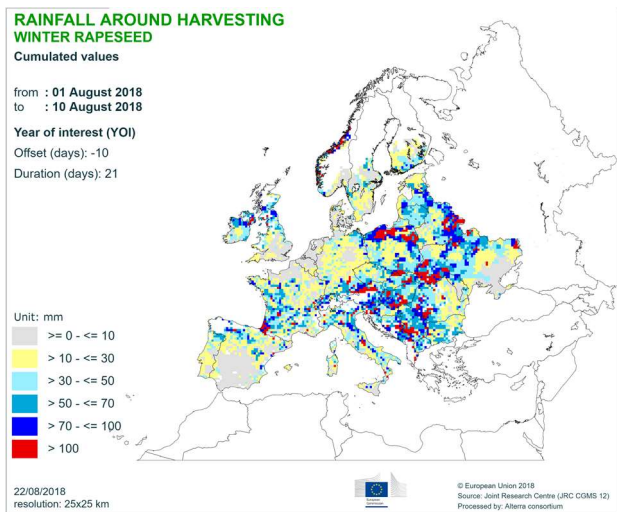 RAINFALL AROUND HARVESTING
WINTER RAPESEED
Cumulated values
from : 01 August 2018
to : 10 August 2018
Year of interest (YOI)
Offset (days): -10
Duration (days): 21
Unit: mm
>= 0 - <= 10
> 10 - <= 30
> 30 - <= 50
> 50 - <= 70
> 70 - <= 100
> 100
22/08/2018
resolution: 25x25 km
European
Commission
© European Union 2018
Source: Joint Research Centre (JRC CGMS 12)
Processed by: Alterra consortium